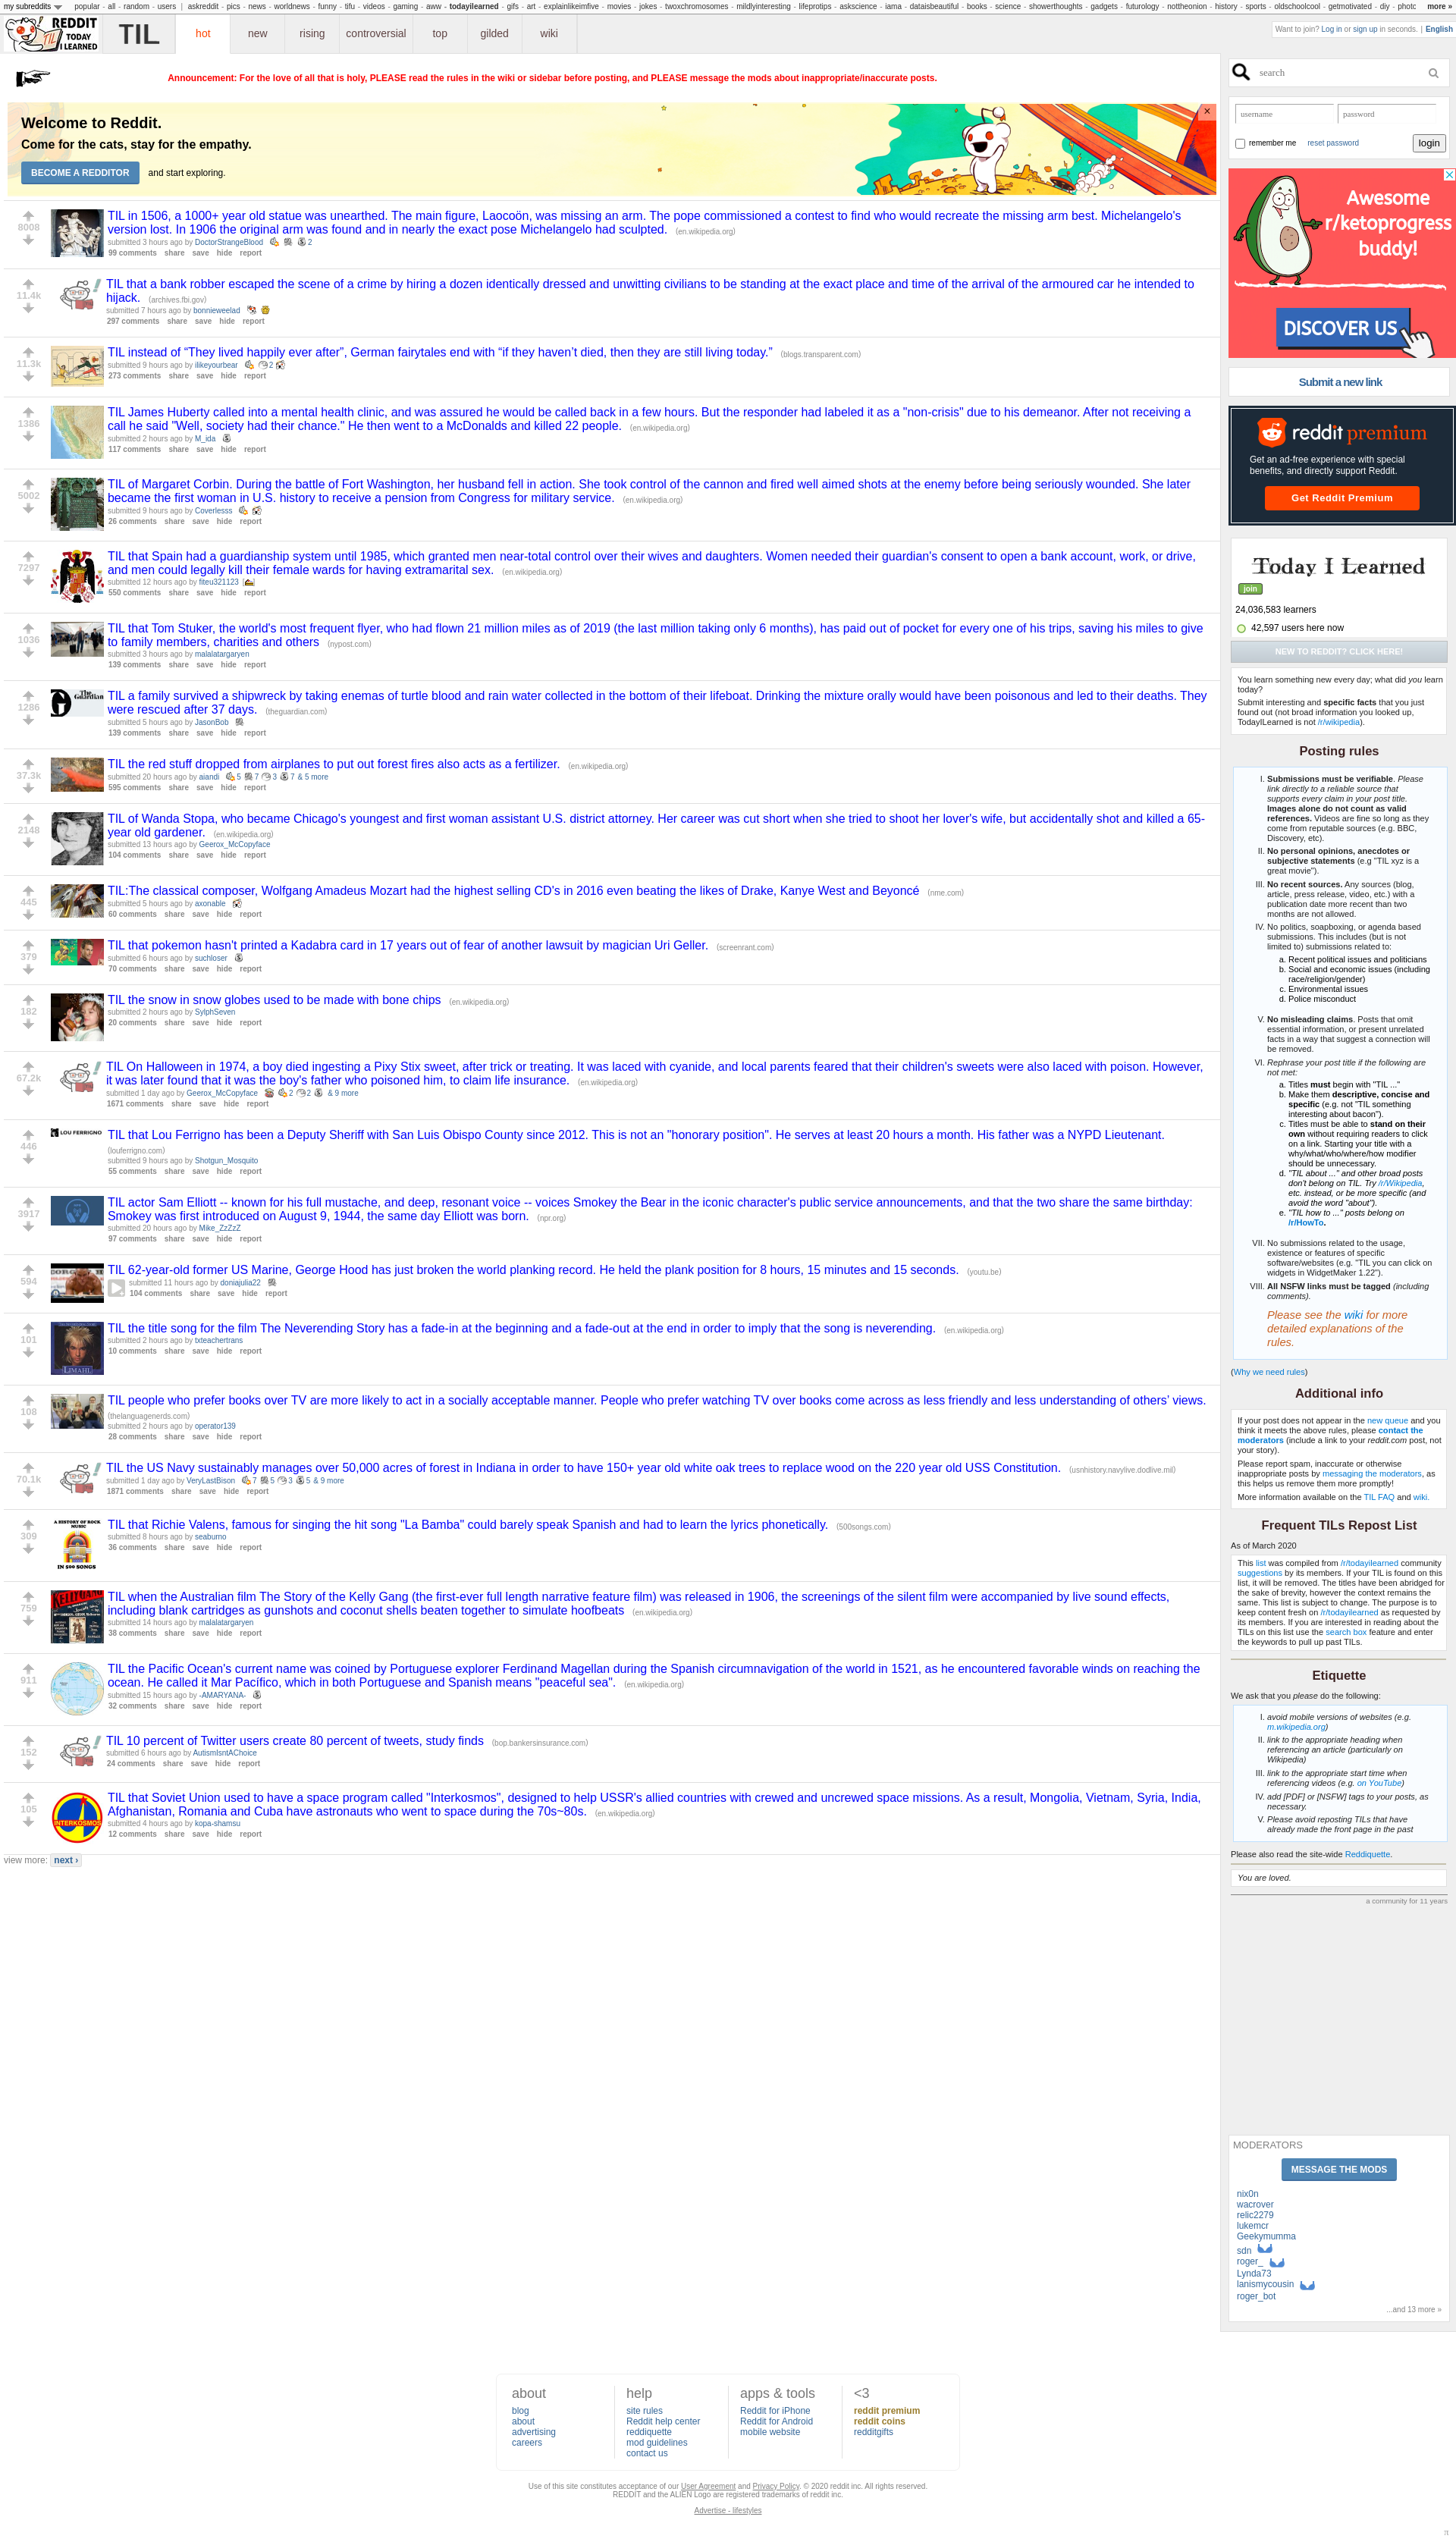 my subreddits popular - all - random - users | askreddit - pics - news - worldnews - funny - tifu - videos - gaming - aww - todayilearned - gifs - art - explainlikeimfive - movies - jokes - twoxchromosomes - mildlyinteresting - lifeprotips - askscience - iama - dataisbeautiful - books - science - showerthoughts - gadgets - futurology - nottheonion - history - sports - oldschoolcool - getmotivated - diy - photc more »
REDDIT TODAY I LEARNED
TIL
TIL hot new rising controversial top gilded wiki
Want to join? Log in or sign up in seconds. | English
Announcement: For the love of all that is holy, PLEASE read the rules in the wiki or sidebar before posting, and PLEASE message the mods about inappropriate/inaccurate posts.
Welcome to Reddit.
Come for the cats, stay for the empathy.
BECOME A REDDITOR and start exploring.
×
8008
TIL in 1506, a 1000+ year old statue was unearthed. The main figure, Laocoön, was missing an arm. The pope commissioned a contest to find who would recreate the missing arm best. Michelangelo's
version lost. In 1906 the original arm was found and in nearly the exact pose Michelangelo had sculpted. (en.wikipedia.org)
submitted 3 hours ago by DoctorStrangeBlood 2
99 comments share save hide report
11.4k
TIL that a bank robber escaped the scene of a crime by hiring a dozen identically dressed and unwitting civilians to be standing at the exact place and time of the arrival of the armoured car he intended to
hijack. (archives.fbi.gov)
submitted 7 hours ago by bonnieweelad
297 comments share save hide report
11.3k
TIL instead of “They lived happily ever after”, German fairytales end with “if they haven’t died, then they are still living today.” (blogs.transparent.com)
submitted 9 hours ago by ilikeyourbear 2
273 comments share save hide report
1386
TIL James Huberty called into a mental health clinic, and was assured he would be called back in a few hours. But the responder had labeled it as a "non-crisis" due to his demeanor. After not receiving a
call he said "Well, society had their chance." He then went to a McDonalds and killed 22 people. (en.wikipedia.org)
submitted 2 hours ago by M_ida
117 comments share save hide report
5002
TIL of Margaret Corbin. During the battle of Fort Washington, her husband fell in action. She took control of the cannon and fired well aimed shots at the enemy before being seriously wounded. She later
became the first woman in U.S. history to receive a pension from Congress for military service. (en.wikipedia.org)
submitted 9 hours ago by Coverlesss
26 comments share save hide report
7297
TIL that Spain had a guardianship system until 1985, which granted men near-total control over their wives and daughters. Women needed their guardian's consent to open a bank account, work, or drive,
and men could legally kill their female wards for having extramarital sex. (en.wikipedia.org)
submitted 12 hours ago by fiteu321123
550 comments share save hide report
1036
TIL that Tom Stuker, the world's most frequent flyer, who had flown 21 million miles as of 2019 (the last million taking only 6 months), has paid out of pocket for every one of his trips, saving his miles to give
to family members, charities and others (nypost.com)
submitted 3 hours ago by malalatargaryen
139 comments share save hide report
1286
The Guardian
TIL a family survived a shipwreck by taking enemas of turtle blood and rain water collected in the bottom of their lifeboat. Drinking the mixture orally would have been poisonous and led to their deaths. They
were rescued after 37 days. (theguardian.com)
submitted 5 hours ago by JasonBob
139 comments share save hide report
37.3k
TIL the red stuff dropped from airplanes to put out forest fires also acts as a fertilizer. (en.wikipedia.org)
submitted 20 hours ago by aiandi 5 7 3 7 & 5 more
595 comments share save hide report
2148
TIL of Wanda Stopa, who became Chicago's youngest and first woman assistant U.S. district attorney. Her career was cut short when she tried to shoot her lover's wife, but accidentally shot and killed a 65-
year old gardener. (en.wikipedia.org)
submitted 13 hours ago by Geerox_McCopyface
104 comments share save hide report
445
TIL:The classical composer, Wolfgang Amadeus Mozart had the highest selling CD's in 2016 even beating the likes of Drake, Kanye West and Beyoncé (nme.com)
submitted 5 hours ago by axonable
60 comments share save hide report
379
TIL that pokemon hasn't printed a Kadabra card in 17 years out of fear of another lawsuit by magician Uri Geller. (screenrant.com)
submitted 6 hours ago by suchloser
70 comments share save hide report
182
TIL the snow in snow globes used to be made with bone chips (en.wikipedia.org)
submitted 2 hours ago by SylphSeven
20 comments share save hide report
67.2k
TIL On Halloween in 1974, a boy died ingesting a Pixy Stix sweet, after trick or treating. It was laced with cyanide, and local parents feared that their children's sweets were also laced with poison. However,
it was later found that it was the boy's father who poisoned him, to claim life insurance. (en.wikipedia.org)
submitted 1 day ago by Geerox_McCopyface 2 2 & 9 more
1671 comments share save hide report
446
LOU FERRIGNO
TIL that Lou Ferrigno has been a Deputy Sheriff with San Luis Obispo County since 2012. This is not an "honorary position". He serves at least 20 hours a month. His father was a NYPD Lieutenant.
(louferrigno.com)
submitted 9 hours ago by Shotgun_Mosquito
55 comments share save hide report
3917
TIL actor Sam Elliott -- known for his full mustache, and deep, resonant voice -- voices Smokey the Bear in the iconic character's public service announcements, and that the two share the same birthday:
Smokey was first introduced on August 9, 1944, the same day Elliott was born. (npr.org)
submitted 20 hours ago by Mike_ZzZzZ
97 comments share save hide report
594
TIL 62-year-old former US Marine, George Hood has just broken the world planking record. He held the plank position for 8 hours, 15 minutes and 15 seconds. (youtu.be)
submitted 11 hours ago by doniajulia22
104 comments share save hide report
101
LIMAHL
TIL the title song for the film The Neverending Story has a fade-in at the beginning and a fade-out at the end in order to imply that the song is neverending. (en.wikipedia.org)
submitted 2 hours ago by txteachertrans
10 comments share save hide report
108
TIL people who prefer books over TV are more likely to act in a socially acceptable manner. People who prefer watching TV over books come across as less friendly and less understanding of others’ views.
(thelanguagenerds.com)
submitted 2 hours ago by operator139
28 comments share save hide report
70.1k
TIL the US Navy sustainably manages over 50,000 acres of forest in Indiana in order to have 150+ year old white oak trees to replace wood on the 220 year old USS Constitution. (usnhistory.navylive.dodlive.mil)
submitted 1 day ago by VeryLastBison 7 5 3 5 & 9 more
1871 comments share save hide report
309
A HISTORY OF ROCK MUSIC
IN 500 SONGS
TIL that Richie Valens, famous for singing the hit song "La Bamba" could barely speak Spanish and had to learn the lyrics phonetically. (500songs.com)
submitted 8 hours ago by seaburno
36 comments share save hide report
759
KELLY GANG
TIL when the Australian film The Story of the Kelly Gang (the first-ever full length narrative feature film) was released in 1906, the screenings of the silent film were accompanied by live sound effects,
including blank cartridges as gunshots and coconut shells beaten together to simulate hoofbeats (en.wikipedia.org)
submitted 14 hours ago by malalatargaryen
38 comments share save hide report
911
TIL the Pacific Ocean's current name was coined by Portuguese explorer Ferdinand Magellan during the Spanish circumnavigation of the world in 1521, as he encountered favorable winds on reaching the
ocean. He called it Mar Pacífico, which in both Portuguese and Spanish means "peaceful sea". (en.wikipedia.org)
submitted 15 hours ago by -AMARYANA-
32 comments share save hide report
152
TIL 10 percent of Twitter users create 80 percent of tweets, study finds (bop.bankersinsurance.com)
submitted 6 hours ago by AutismIsntAChoice
24 comments share save hide report
105
INTERKOSMOS
TIL that Soviet Union used to have a space program called "Interkosmos", designed to help USSR's allied countries with crewed and uncrewed space missions. As a result, Mongolia, Vietnam, Syria, India,
Afghanistan, Romania and Cuba have astronauts who went to space during the 70s~80s. (en.wikipedia.org)
submitted 4 hours ago by kopa-shamsu
12 comments share save hide report
view more: next ›
search
username password
remember me reset password login
Awesome
r/ketoprogress
buddy!
DISCOVER US
Submit a new link
reddit premium
Get an ad-free experience with special
benefits, and directly support Reddit.
Get Reddit Premium
Today I Learned
join
24,036,583 learners
42,597 users here now
NEW TO REDDIT? CLICK HERE!
You learn something new every day; what did you learn
today?
Submit interesting and specific facts that you just
found out (not broad information you looked up,
TodayILearned is not /r/wikipedia).
Posting rules
I. Submissions must be verifiable. Please
link directly to a reliable source that
supports every claim in your post title.
Images alone do not count as valid
references. Videos are fine so long as they
come from reputable sources (e.g. BBC,
Discovery, etc).
II. No personal opinions, anecdotes or
subjective statements (e.g "TIL xyz is a
great movie").
III. No recent sources. Any sources (blog,
article, press release, video, etc.) with a
publication date more recent than two
months are not allowed.
IV. No politics, soapboxing, or agenda based
submissions. This includes (but is not
limited to) submissions related to:
a. Recent political issues and politicians
b. Social and economic issues (including
race/religion/gender)
c. Environmental issues
d. Police misconduct
V. No misleading claims. Posts that omit
essential information, or present unrelated
facts in a way that suggest a connection will
be removed.
VI. Rephrase your post title if the following are
not met:
a. Titles must begin with "TIL ..."
b. Make them descriptive, concise and
specific (e.g. not "TIL something
interesting about bacon").
c. Titles must be able to stand on their
own without requiring readers to click
on a link. Starting your title with a
why/what/who/where/how modifier
should be unnecessary.
d. "TIL about ..." and other broad posts
don't belong on TIL. Try /r/Wikipedia,
etc. instead, or be more specific (and
avoid the word "about").
e. "TIL how to ..." posts belong on
/r/HowTo.
VII. No submissions related to the usage,
existence or features of specific
software/websites (e.g. "TIL you can click on
widgets in WidgetMaker 1.22").
VIII. All NSFW links must be tagged (including
comments).
Please see the wiki for more
detailed explanations of the
rules.
(Why we need rules)
Additional info
If your post does not appear in the new queue and you
think it meets the above rules, please contact the
moderators (include a link to your reddit.com post, not
your story).
Please report spam, inaccurate or otherwise
inappropriate posts by messaging the moderators, as
this helps us remove them more promptly!
More information available on the TIL FAQ and wiki.
Frequent TILs Repost List
As of March 2020
This list was compiled from /r/todayilearned community
suggestions by its members. If your TIL is found on this
list, it will be removed. The titles have been abridged for
the sake of brevity, however the context remains the
same. This list is subject to change. The purpose is to
keep content fresh on /r/todayilearned as requested by
its members. If you are interested in reading about the
TILs on this list use the search box feature and enter
the keywords to pull up past TILs.
Etiquette
We ask that you please do the following:
I. avoid mobile versions of websites (e.g.
m.wikipedia.org)
II. link to the appropriate heading when
referencing an article (particularly on
Wikipedia)
III. link to the appropriate start time when
referencing videos (e.g. on YouTube)
IV. add [PDF] or [NSFW] tags to your posts, as
necessary.
V. Please avoid reposting TILs that have
already made the front page in the past
Please also read the site-wide Reddiquette.
You are loved.
a community for 11 years
MODERATORS
MESSAGE THE MODS
nix0n
wacrover
relic2279
lukemcr
Geekymumma
sdn
roger_
Lynda73
lanismycousin
roger_bot
...and 13 more »
about
blog
about
advertising
careers
help
site rules
Reddit help center
reddiquette
mod guidelines
contact us
apps & tools
Reddit for iPhone
Reddit for Android
mobile website
<3
reddit premium
reddit coins
redditgifts
Use of this site constitutes acceptance of our User Agreement and Privacy Policy. © 2020 reddit inc. All rights reserved.
REDDIT and the ALIEN Logo are registered trademarks of reddit inc.
Advertise - lifestyles
π